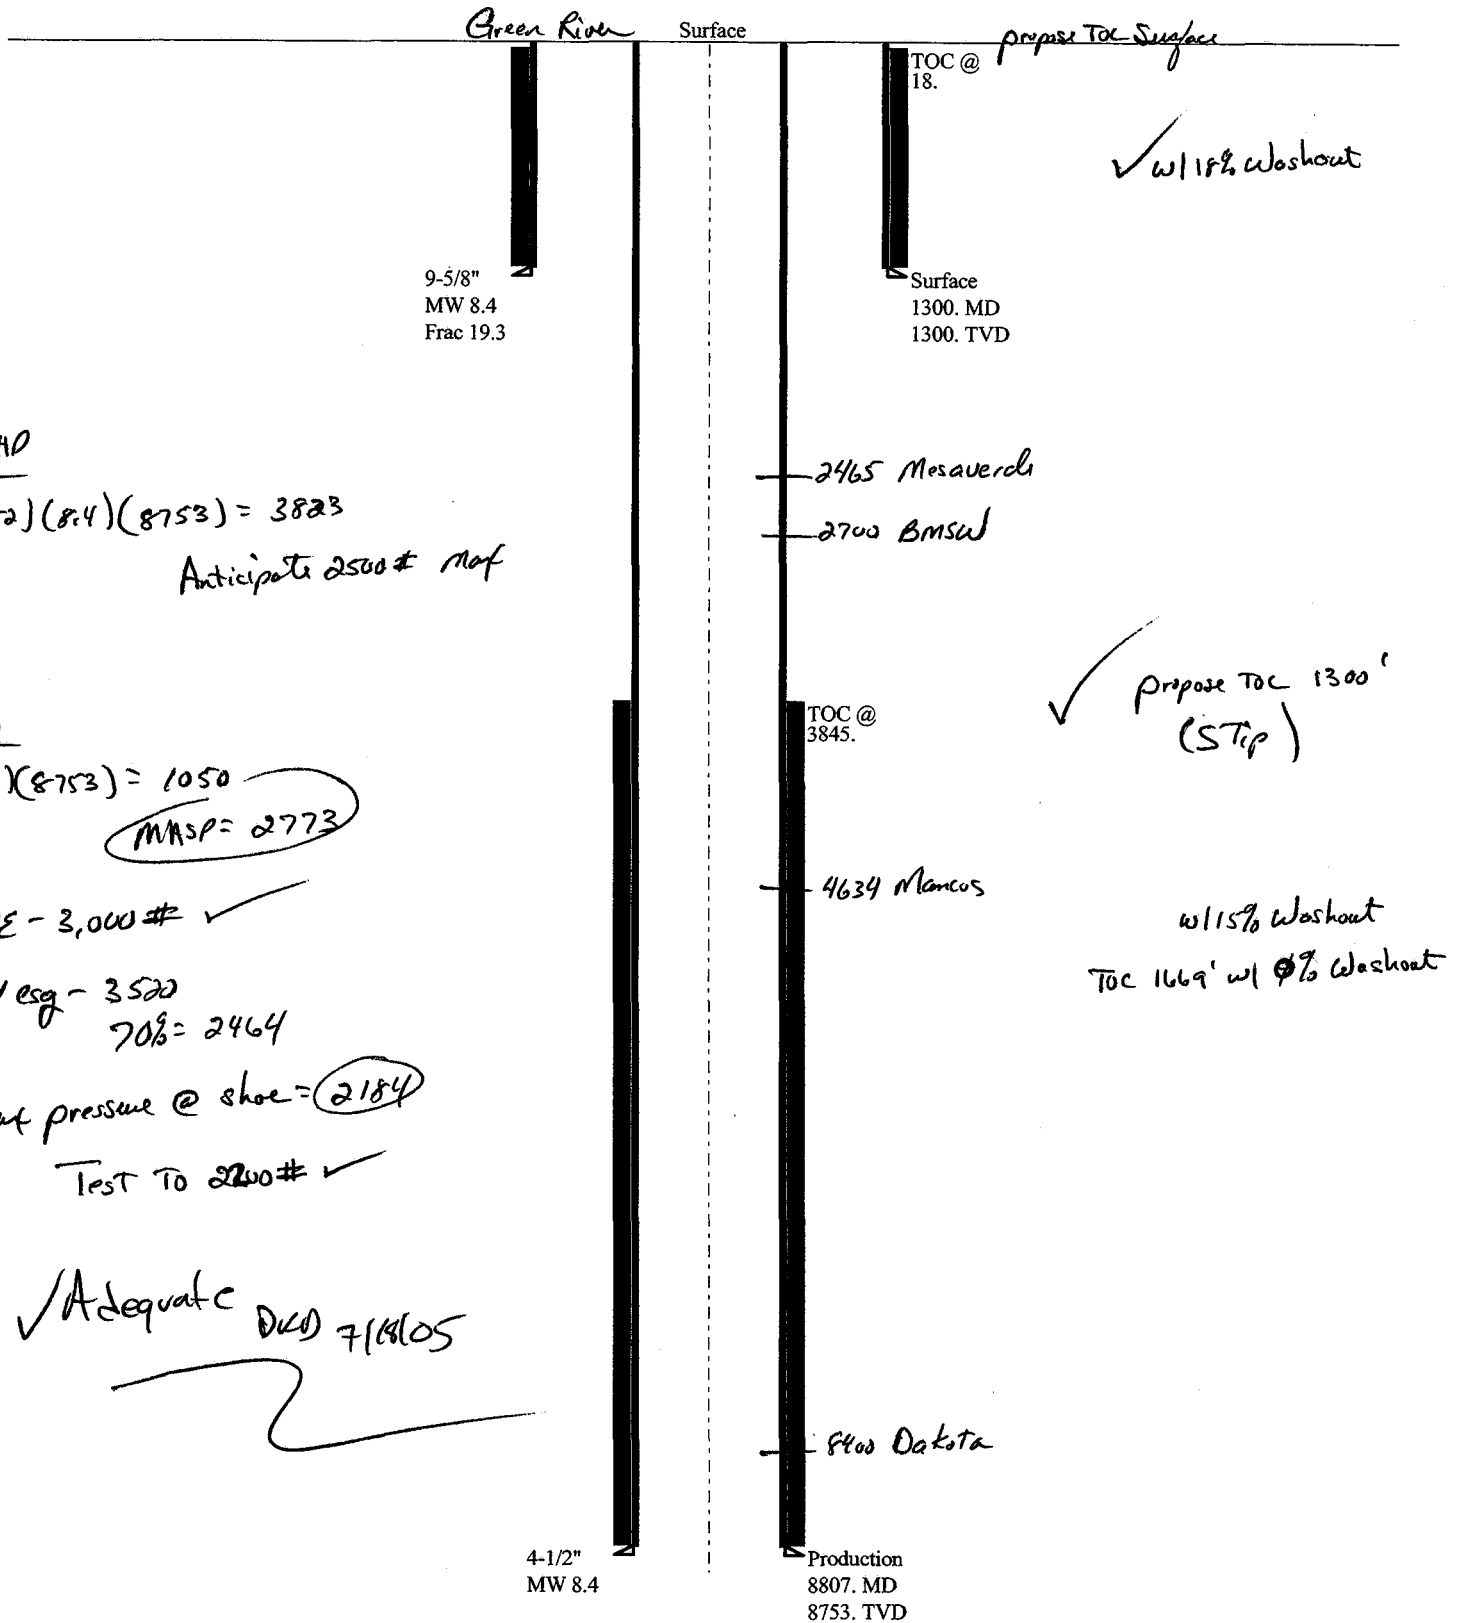 Green River
Surface
propose TOC Surface
TOC @
18.
✓ w/ 18% Washout
9-5/8"
MW 8.4
Frac 19.3
Surface
1300. MD
1300. TVD
2465 Mesaverde
2)(8.4)(8753) = 3823
2700 BMSW
Anticipate 2500#
propose TOC 1300'
(STip)
TOC @
3845.
)(8753) = 1050
MASP = 2773
4634 Mancos
E - 3,000# ✓
w/ 15% Washout
TOC 1669' w/ 0% Washout
csg - 3520
70% = 2464
pressure @ shoe = 2184
Test To 2200# ✓
✓ Adequate DKD 7/18/05
8400 Dakota
4-1/2"
MW 8.4
Production
8807. MD
8753. TVD